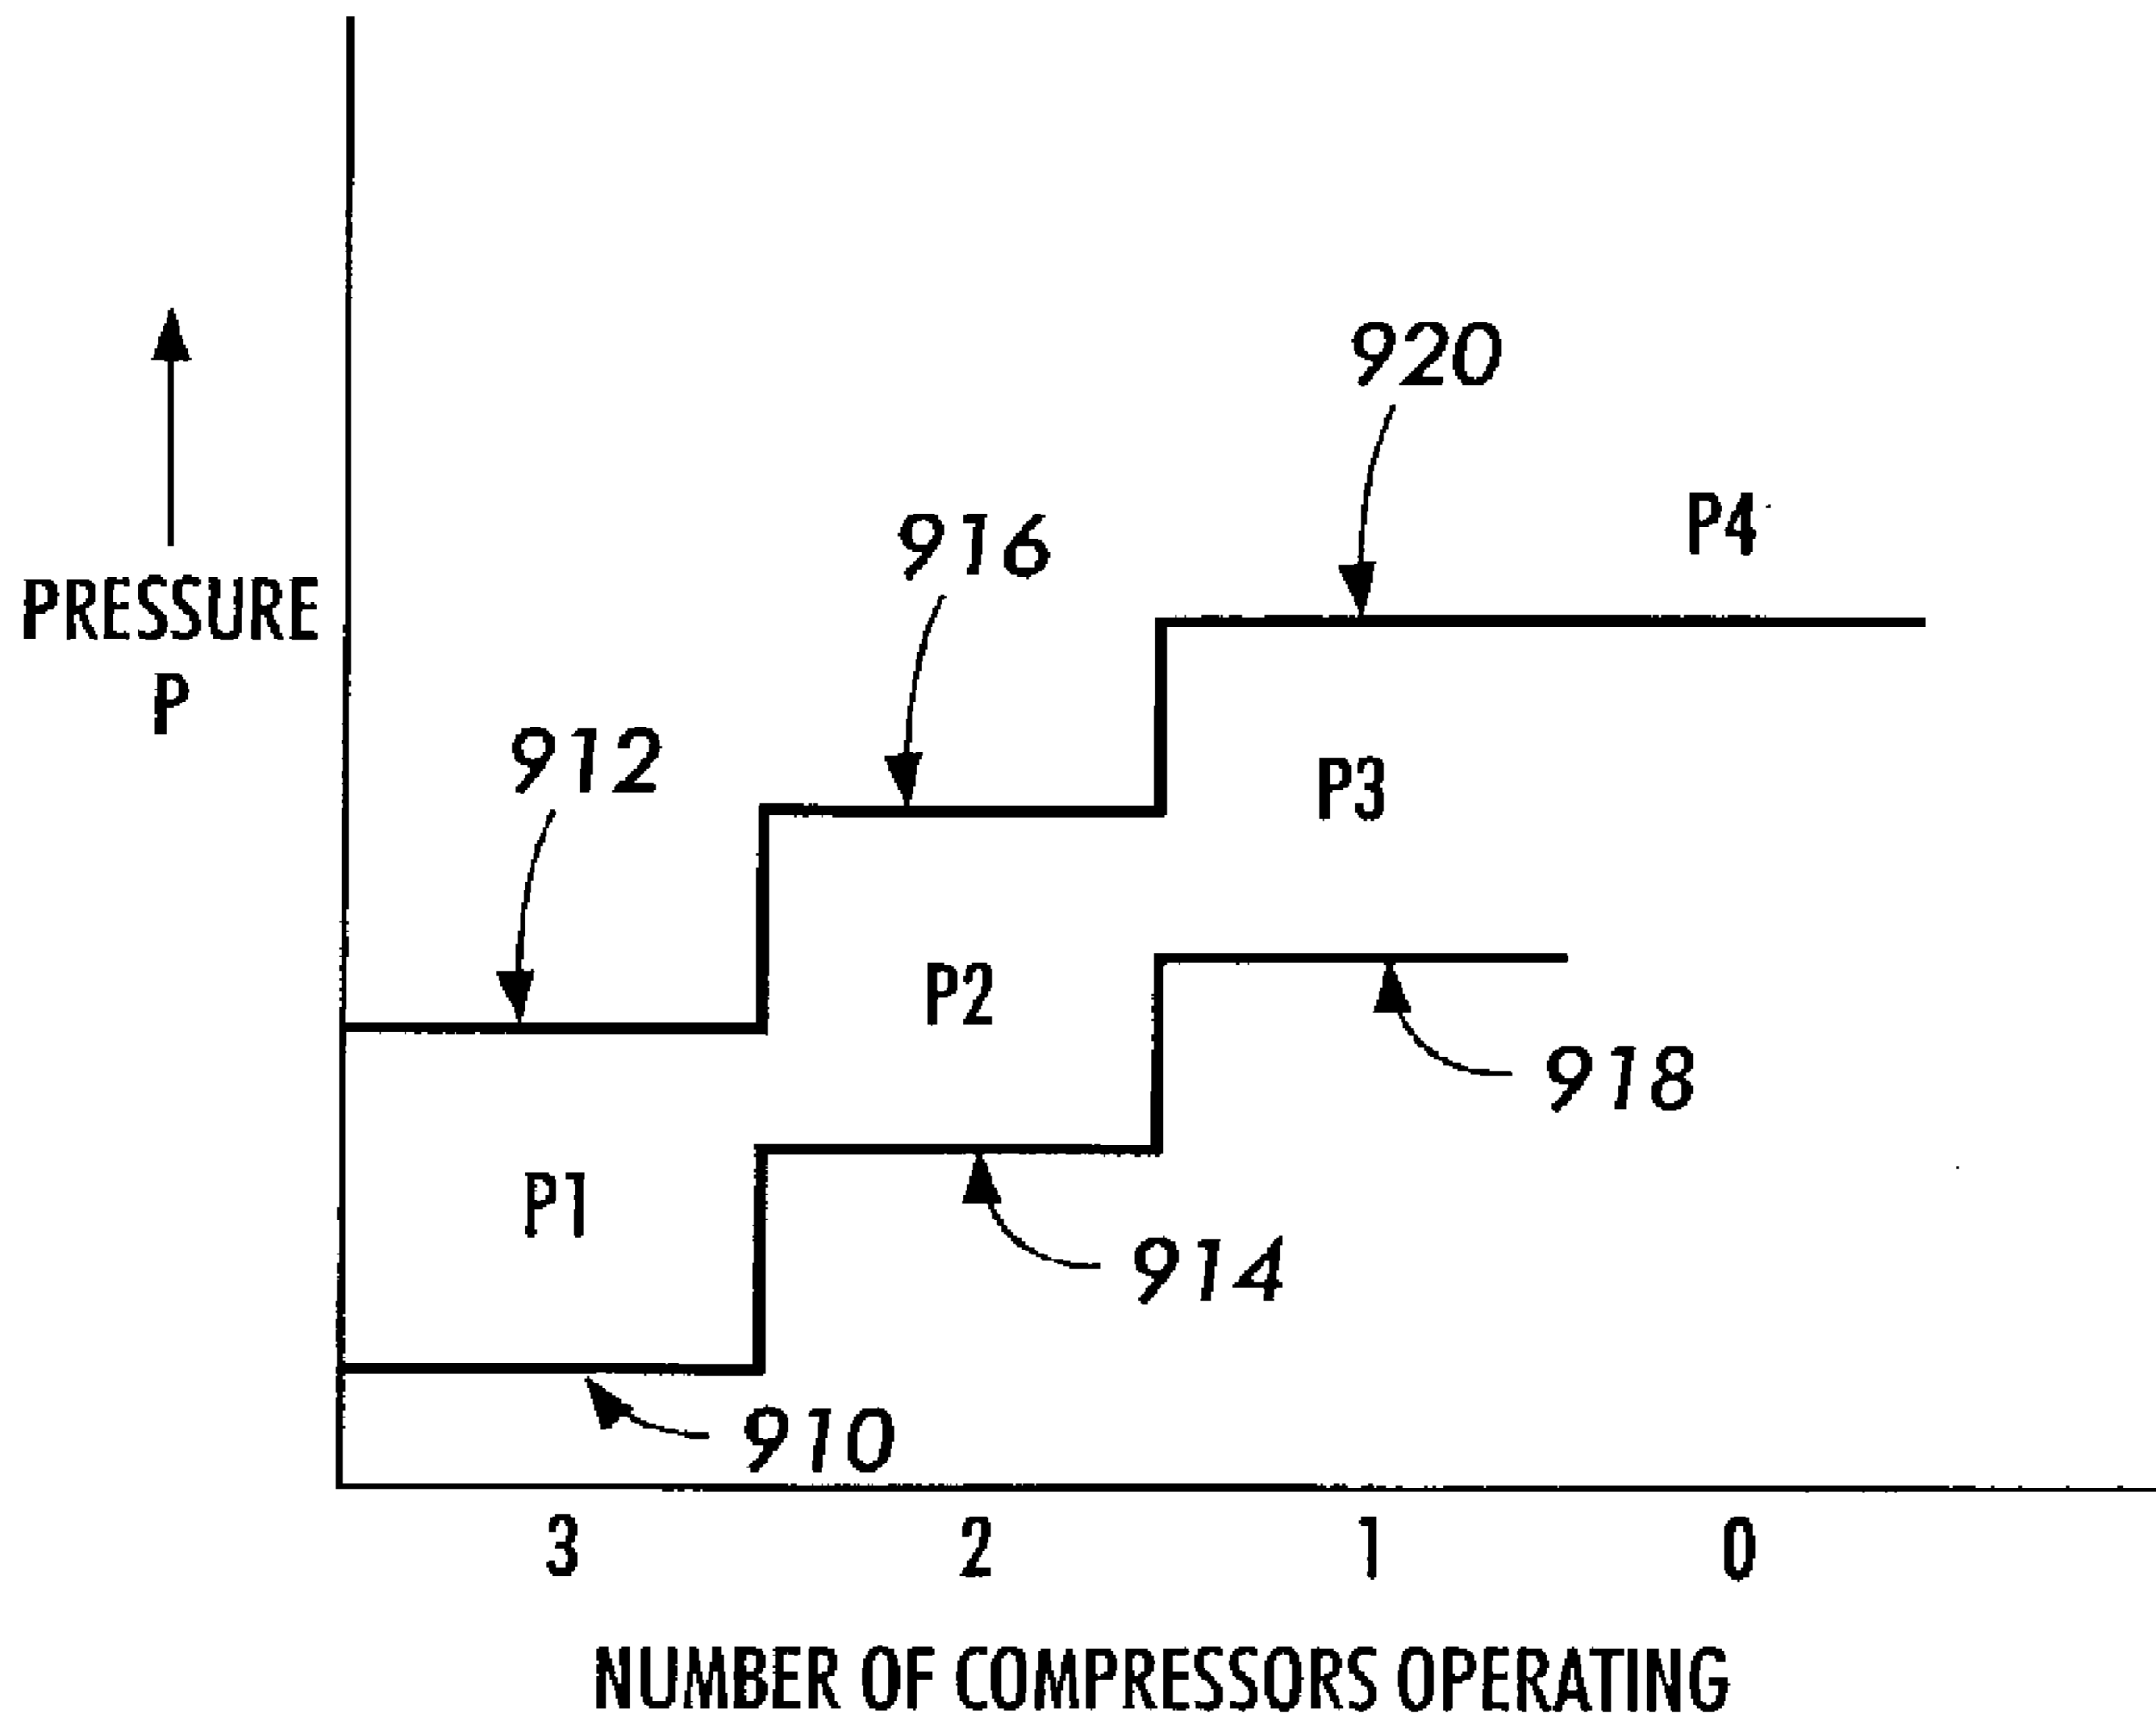 920
P4
916
PRESSURE
P
912
P3
P2
918
P1
914
910
3 2 1 0
NUMBER OF COMPRESSORS OPERATING